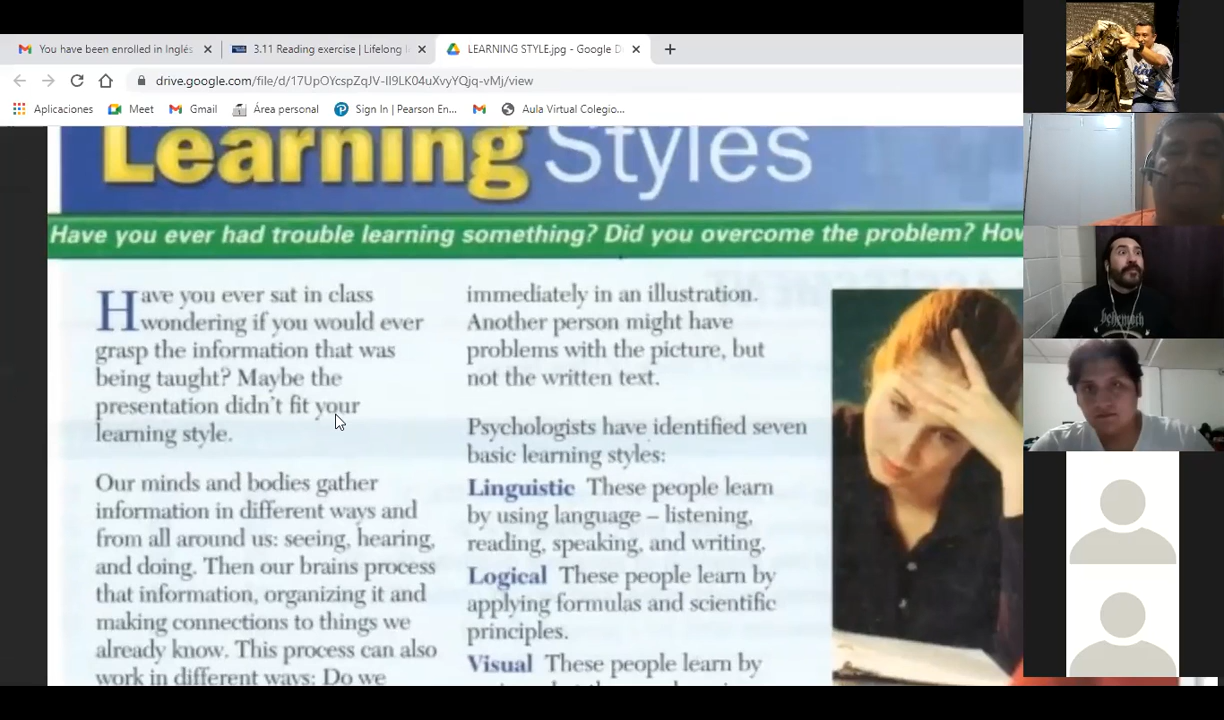 You have been enrolled in Inglés
3.11 Reading exercise | Lifelong l
LEARNING STYLE.jpg - Google D
drive.google.com/file/d/17UpOYcspZqJV-lI9LK04uXvyYQjq-vMj/view
Aplicaciones
Meet
Gmail
Área personal
Sign In | Pearson En...
Aula Virtual Colegio...
Learning Styles
Have you ever had trouble learning something? Did you overcome the problem? How
Have you ever sat in class
wondering if you would ever
grasp the information that was
being taught? Maybe the
presentation didn't fit your
learning style.
Our minds and bodies gather
information in different ways and
from all around us: seeing, hearing,
and doing. Then our brains process
that information, organizing it and
making connections to things we
already know. This process can also
work in different ways: Do we
immediately in an illustration.
Another person might have
problems with the picture, but
not the written text.
Psychologists have identified seven
basic learning styles:
Linguistic These people learn
by using language – listening,
reading, speaking, and writing.
Logical These people learn by
applying formulas and scientific
principles.
Visual These people learn by
behemoth